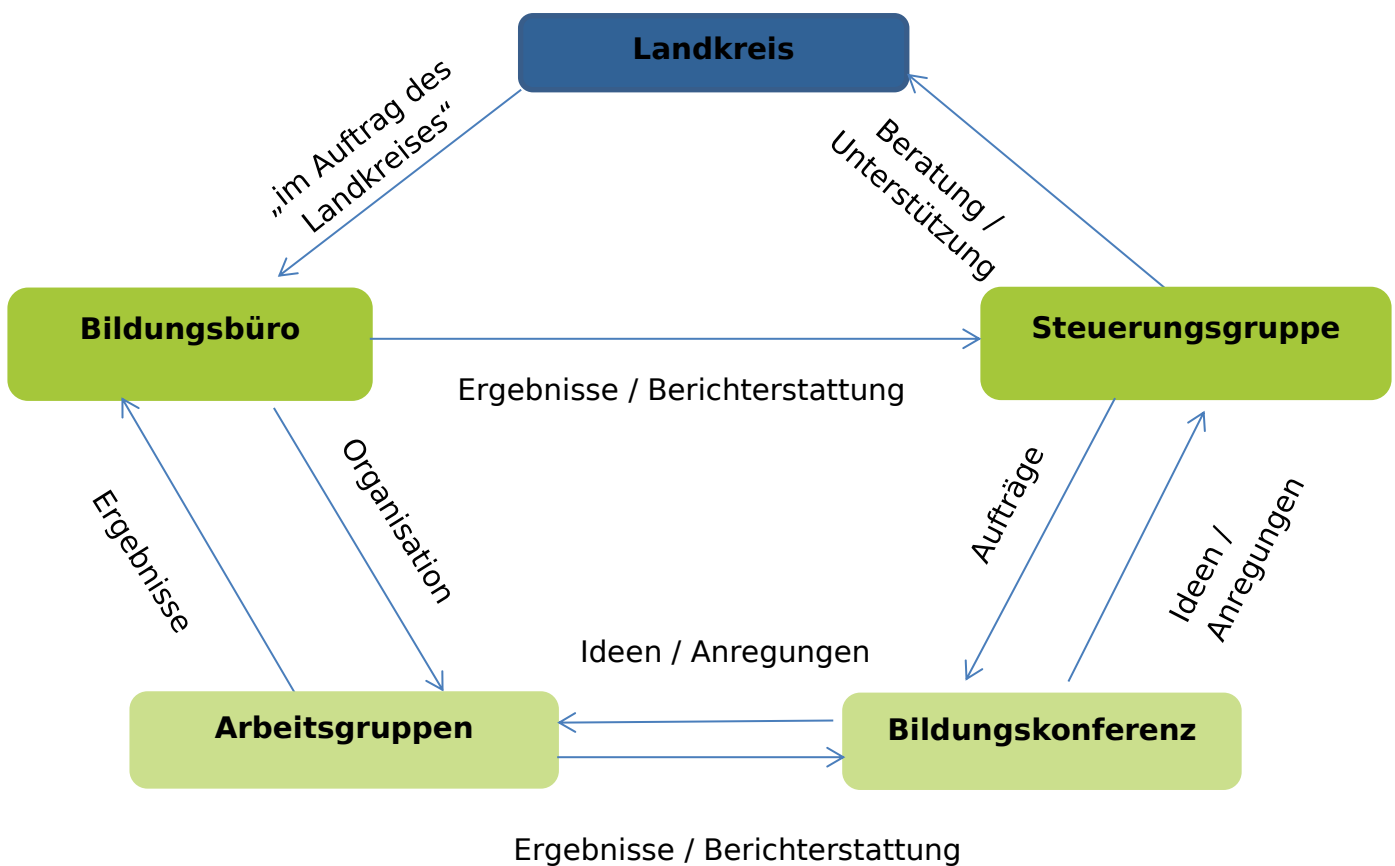 Landkreis
„im Auftrag des
Landkreises“
Beratung /
Unterstützung
Bildungsbüro
Steuerungsgruppe
Ergebnisse / Berichterstattung
Ergebnisse
Organisation
Aufträge
Ideen /
Anregungen
Ideen / Anregungen
Arbeitsgruppen
Bildungskonferenz
Ergebnisse / Berichterstattung